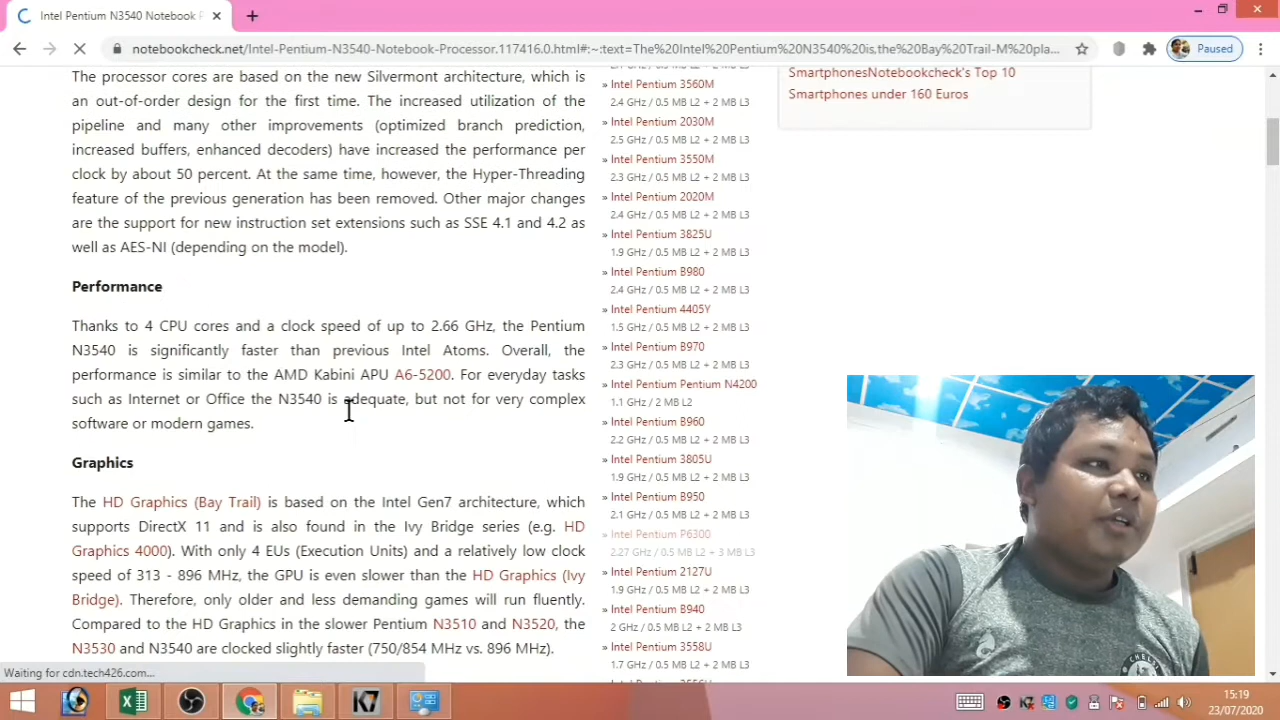 Intel Pentium N3540 Notebook P
Paused
notebookcheck.net/Intel-Pentium-N3540-Notebook-Processor.117416.0.html#:~:text=The%20Intel%20Pentium%20N3540%20is,the%20Bay%20Trail-M%20pla...
The processor cores are based on the new Silvermont architecture, which is
an out-of-order design for the first time. The increased utilization of the
pipeline and many other improvements (optimized branch prediction,
increased buffers, enhanced decoders) have increased the performance per
clock by about 50 percent. At the same time, however, the Hyper-Threading
feature of the previous generation has been removed. Other major changes
are the support for new instruction set extensions such as SSE 4.1 and 4.2 as
well as AES-NI (depending on the model).
Performance
Thanks to 4 CPU cores and a clock speed of up to 2.66 GHz, the Pentium
N3540 is significantly faster than previous Intel Atoms. Overall, the
performance is similar to the AMD Kabini APU A6-5200. For everyday tasks
such as Internet or Office the N3540 is adequate, but not for very complex
software or modern games.
Graphics
The HD Graphics (Bay Trail) is based on the Intel Gen7 architecture, which
supports DirectX 11 and is also found in the Ivy Bridge series (e.g. HD
Graphics 4000). With only 4 EUs (Execution Units) and a relatively low clock
speed of 313 - 896 MHz, the GPU is even slower than the HD Graphics (Ivy
Bridge). Therefore, only older and less demanding games will run fluently.
Compared to the HD Graphics in the slower Pentium N3510 and N3520, the
N3530 and N3540 are clocked slightly faster (750/854 MHz vs. 896 MHz).
» Intel Pentium 3560M
2.4 GHz / 0.5 MB L2 + 2 MB L3
» Intel Pentium 2030M
2.5 GHz / 0.5 MB L2 + 2 MB L3
» Intel Pentium 3550M
2.3 GHz / 0.5 MB L2 + 2 MB L3
» Intel Pentium 2020M
2.4 GHz / 0.5 MB L2 + 2 MB L3
» Intel Pentium 3825U
1.9 GHz / 0.5 MB L2 + 2 MB L3
» Intel Pentium B980
2.4 GHz / 0.5 MB L2 + 2 MB L3
» Intel Pentium 4405Y
1.5 GHz / 0.5 MB L2 + 2 MB L3
» Intel Pentium B970
2.3 GHz / 0.5 MB L2 + 2 MB L3
» Intel Pentium Pentium N4200
1.1 GHz / 2 MB L2
» Intel Pentium B960
2.2 GHz / 0.5 MB L2 + 2 MB L3
» Intel Pentium 3805U
1.9 GHz / 0.5 MB L2 + 2 MB L3
» Intel Pentium B950
2.1 GHz / 0.5 MB L2 + 2 MB L3
» Intel Pentium P6300
2.27 GHz / 0.5 MB L2 + 3 MB L3
» Intel Pentium 2127U
1.9 GHz / 0.5 MB L2 + 2 MB L3
» Intel Pentium B940
2 GHz / 0.5 MB L2 + 2 MB L3
» Intel Pentium 3558U
1.7 GHz / 0.5 MB L2 + 2 MB L3
SmartphonesNotebookcheck's Top 10
Smartphones under 160 Euros
Waiting for cdn.tech426.com...
15:19
23/07/2020